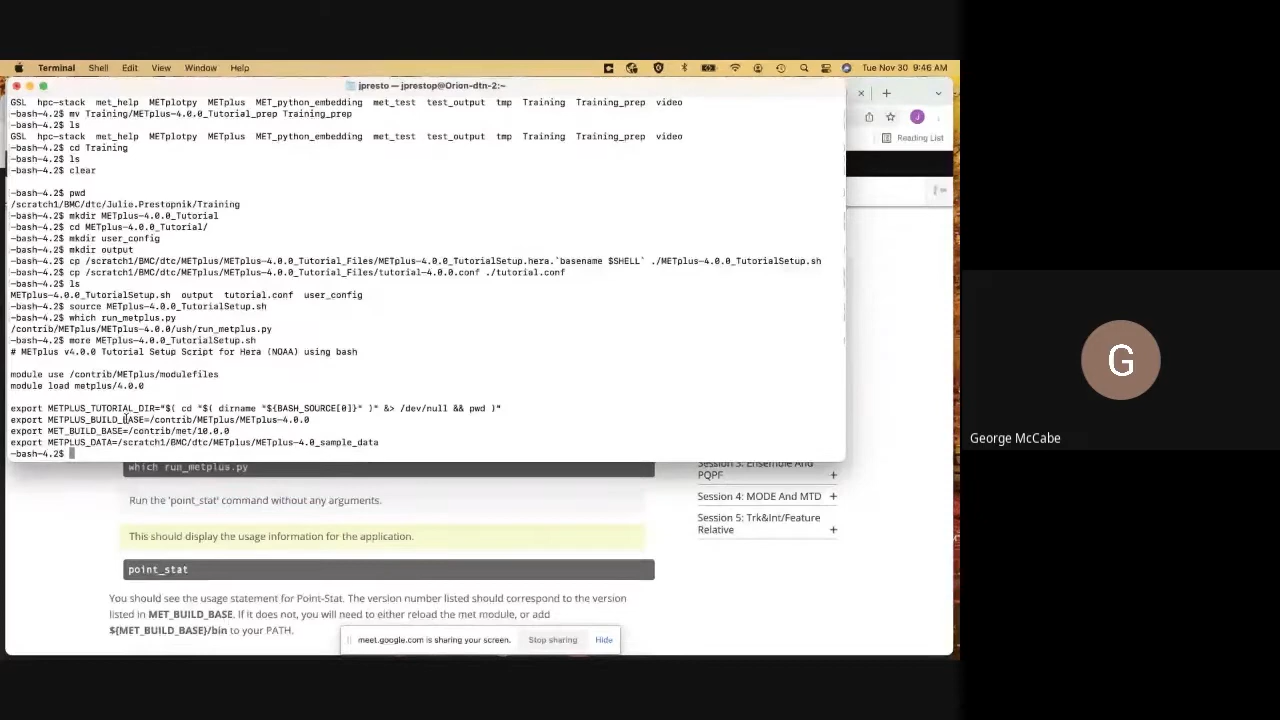 Terminal Shell Edit View Window Help Tue Nov 30 9:46 AM
jpresto — jprestop@Orion-dtn-2:~
GSL hpc-stack met_help METplotpy METplus MET_python_embedding met_test test_output tmp Training Training_prep video
-bash-4.2$ mv Training/METplus-4.0.0_Tutorial_prep Training_prep
-bash-4.2$ ls
GSL hpc-stack met_help METplotpy METplus MET_python_embedding met_test test_output tmp Training Training_prep video
-bash-4.2$ cd Training
-bash-4.2$ ls
-bash-4.2$ clear
-bash-4.2$ pwd
/scratch1/BMC/dtc/Julie.Prestopnik/Training
-bash-4.2$ mkdir METplus-4.0.0_Tutorial
-bash-4.2$ cd METplus-4.0.0_Tutorial/
-bash-4.2$ mkdir user_config
-bash-4.2$ mkdir output
-bash-4.2$ cp /scratch1/BMC/dtc/METplus/METplus-4.0.0_Tutorial_Files/METplus-4.0.0_TutorialSetup.hera.`basename $SHELL` ./METplus-4.0.0_TutorialSetup.sh
-bash-4.2$ cp /scratch1/BMC/dtc/METplus/METplus-4.0.0_Tutorial_Files/tutorial-4.0.0.conf ./tutorial.conf
-bash-4.2$ ls
METplus-4.0.0_TutorialSetup.sh output tutorial.conf user_config
-bash-4.2$ source METplus-4.0.0_TutorialSetup.sh
-bash-4.2$ which run_metplus.py
/contrib/METplus/METplus-4.0.0/ush/run_metplus.py
-bash-4.2$ more METplus-4.0.0_TutorialSetup.sh
# METplus v4.0.0 Tutorial Setup Script for Hera (NOAA) using bash
module use /contrib/METplus/modulefiles
module load metplus/4.0.0
export METPLUS_TUTORIAL_DIR="$( cd "$( dirname "${BASH_SOURCE[0]}" )" &> /dev/null && pwd )"
export METPLUS_BUILD_BASE=/contrib/METplus/METplus-4.0.0
export MET_BUILD_BASE=/contrib/met/10.0.0
export METPLUS_DATA=/scratch1/BMC/dtc/METplus/METplus-4.0_sample_data
-bash-4.2$
J
Reading List
which run_metplus.py
Run the 'point_stat' command without any arguments.
This should display the usage information for the application.
point_stat
You should see the usage statement for Point-Stat. The version number listed should correspond to the version
listed in MET_BUILD_BASE. If it does not, you will need to either reload the met module, or add
${MET_BUILD_BASE}/bin to your PATH.
Session 3: Ensemble And
PQPF +
Session 4: MODE And MTD +
Session 5: Trk&Int/Feature
Relative +
meet.google.com is sharing your screen. Stop sharing Hide
G
George McCabe